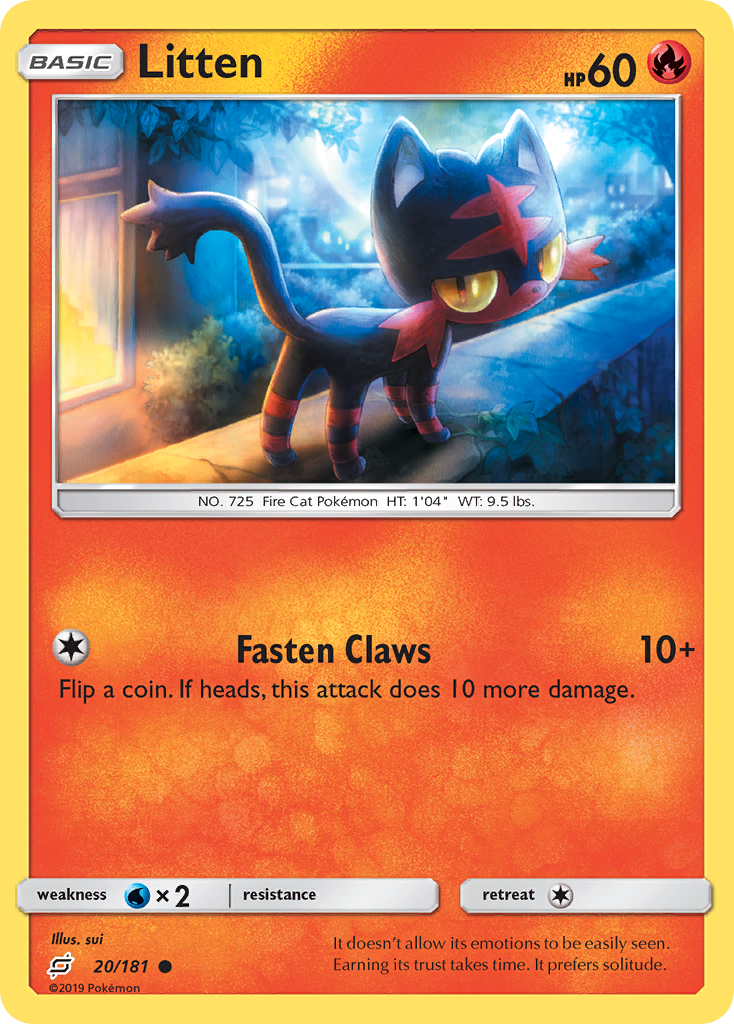 BASIC Litten HP60
NO. 725 Fire Cat Pokémon HT: 1'04" WT: 9.5 lbs.
Fasten Claws 10+
Flip a coin. If heads, this attack does 10 more damage.
weakness ×2 resistance retreat
Illus. sui
20/181
©2019 Pokémon
It doesn't allow its emotions to be easily seen.
Earning its trust takes time. It prefers solitude.